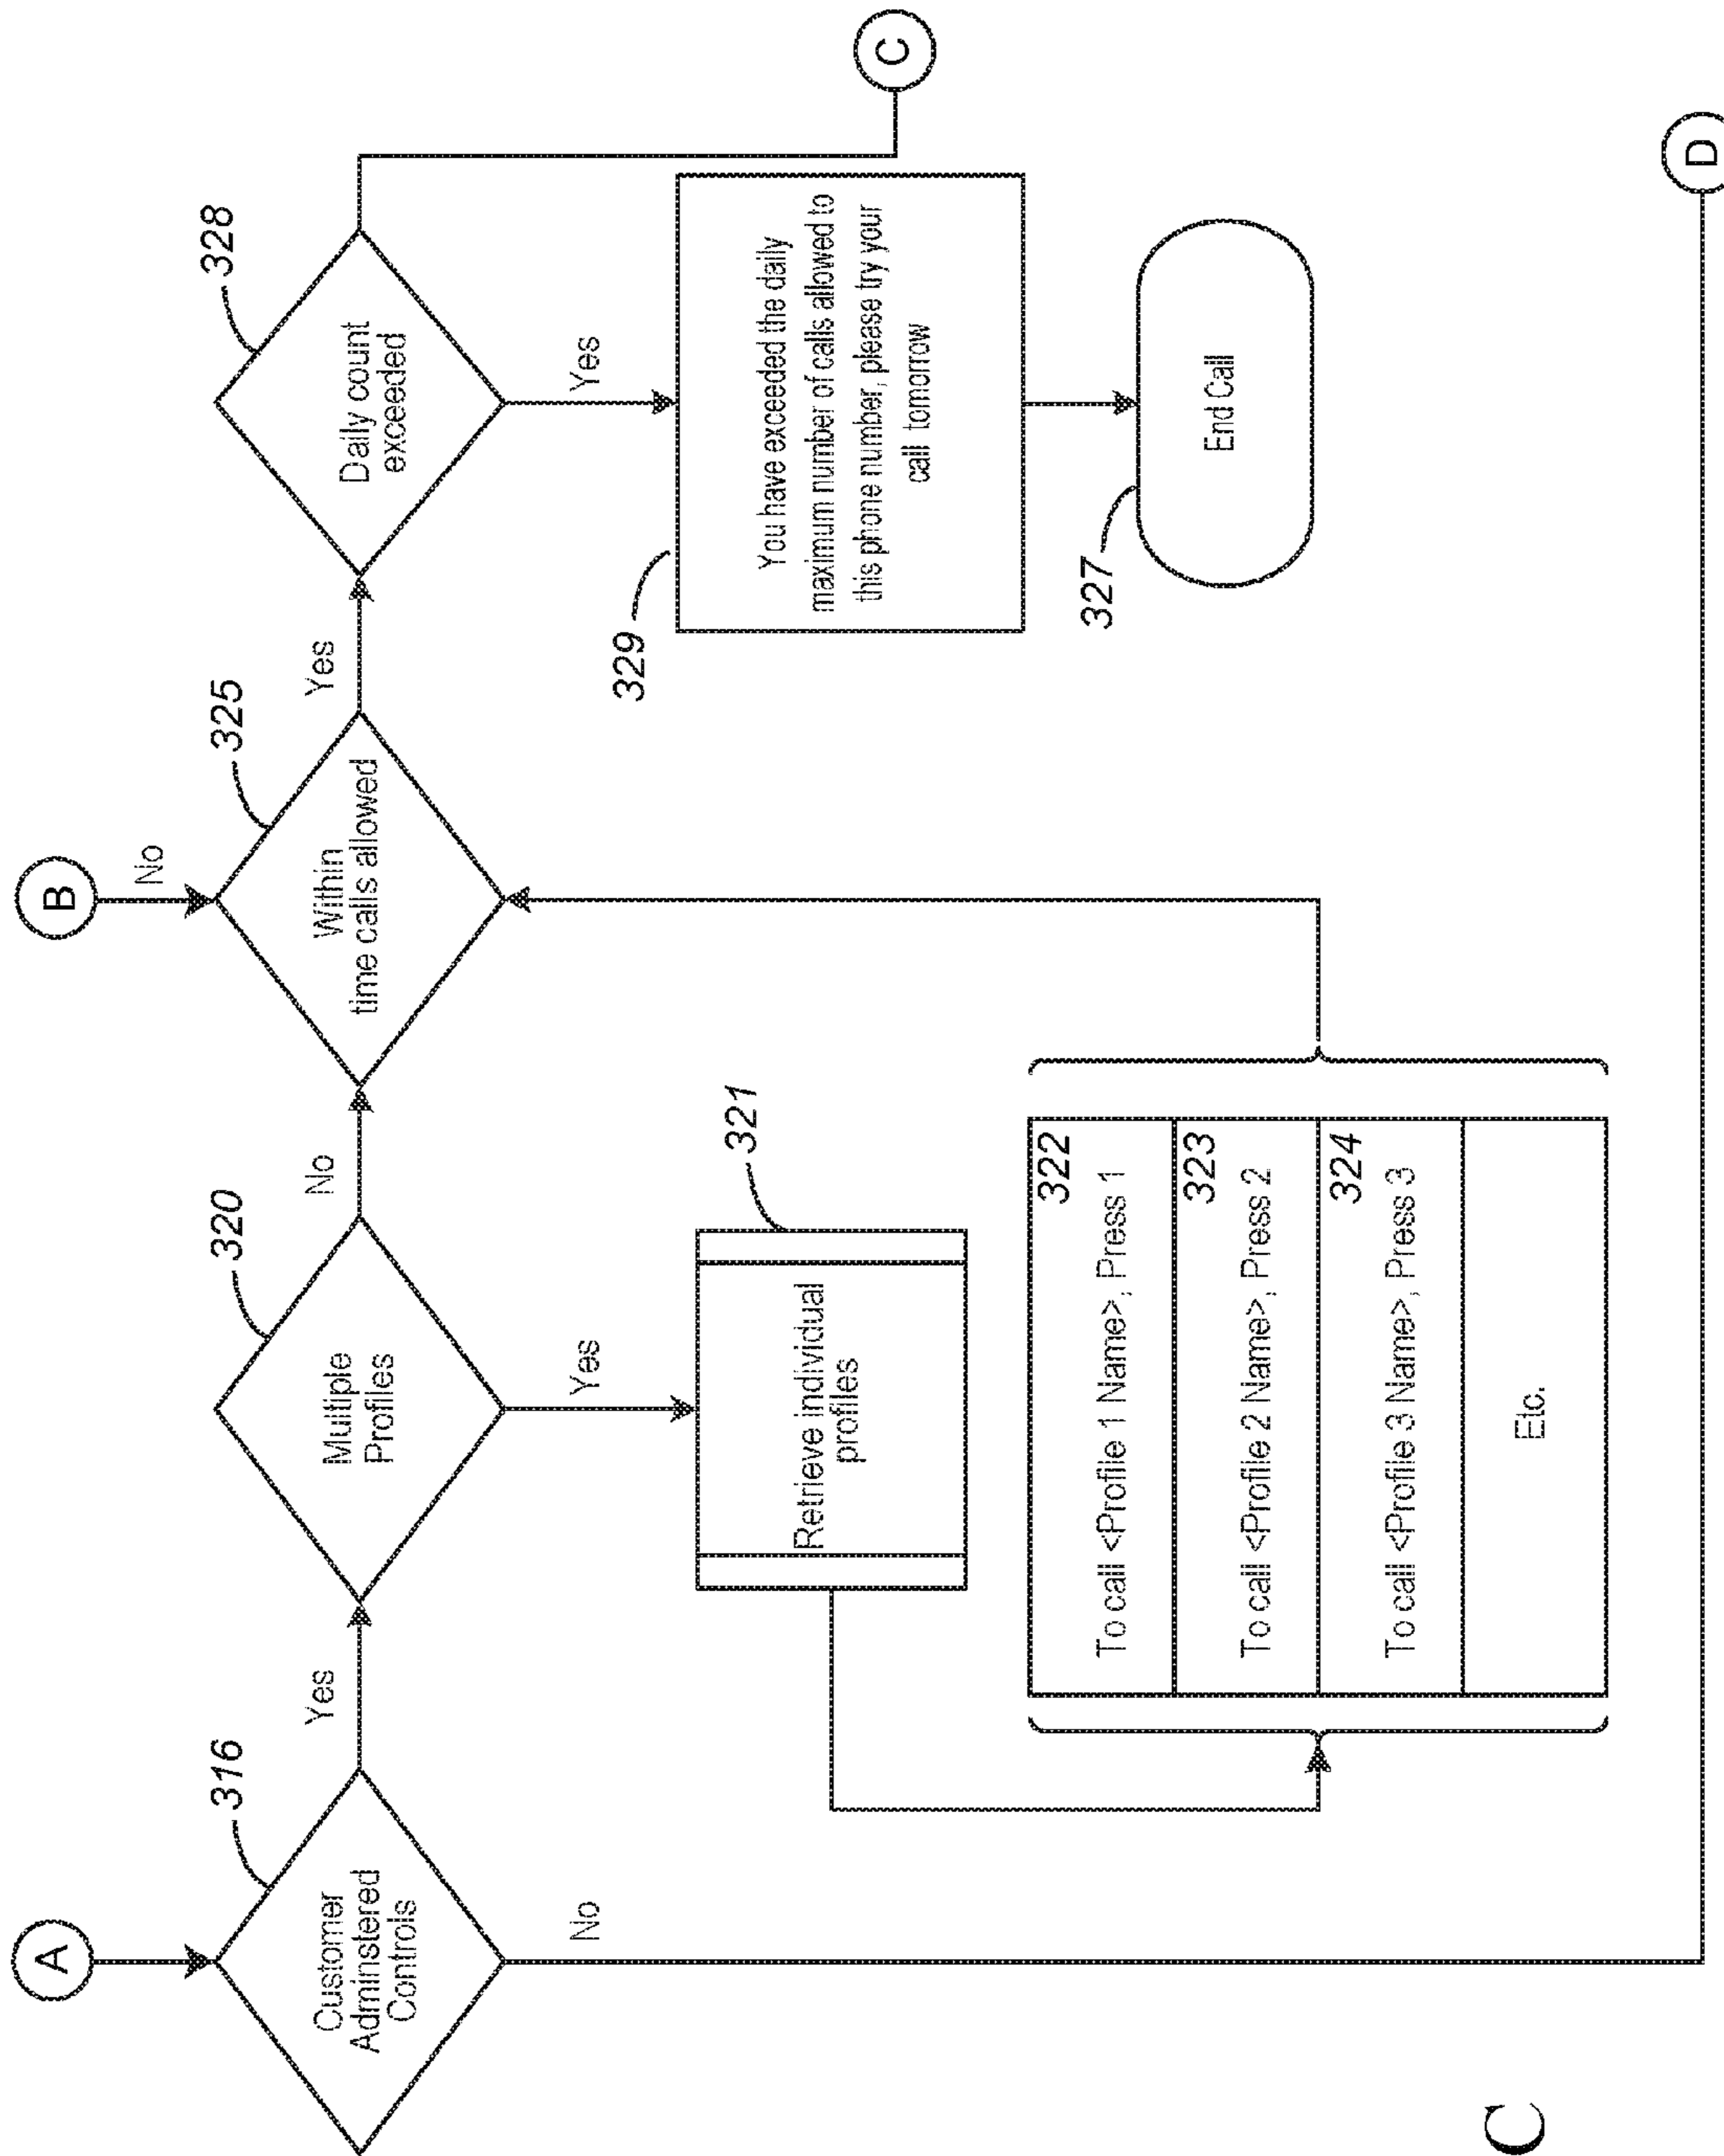 A
316
Customer
Adminstered
Controls
Yes
No
320
Multiple
Profiles
No
Yes
321
Retrieve individual
profiles
322
To call <Profile 1 Name>, Press 1
323
To call <Profile 2 Name>, Press 2
324
To call <Profile 3 Name>, Press 3
Etc.
B
No
325
Within
time calls allowed
Yes
328
Daily count
exceeded
Yes
329
You have exceeded the daily
maximum number of calls allowed to
this phone number, please try your
call tomorrow
327
End Call
C
D
C